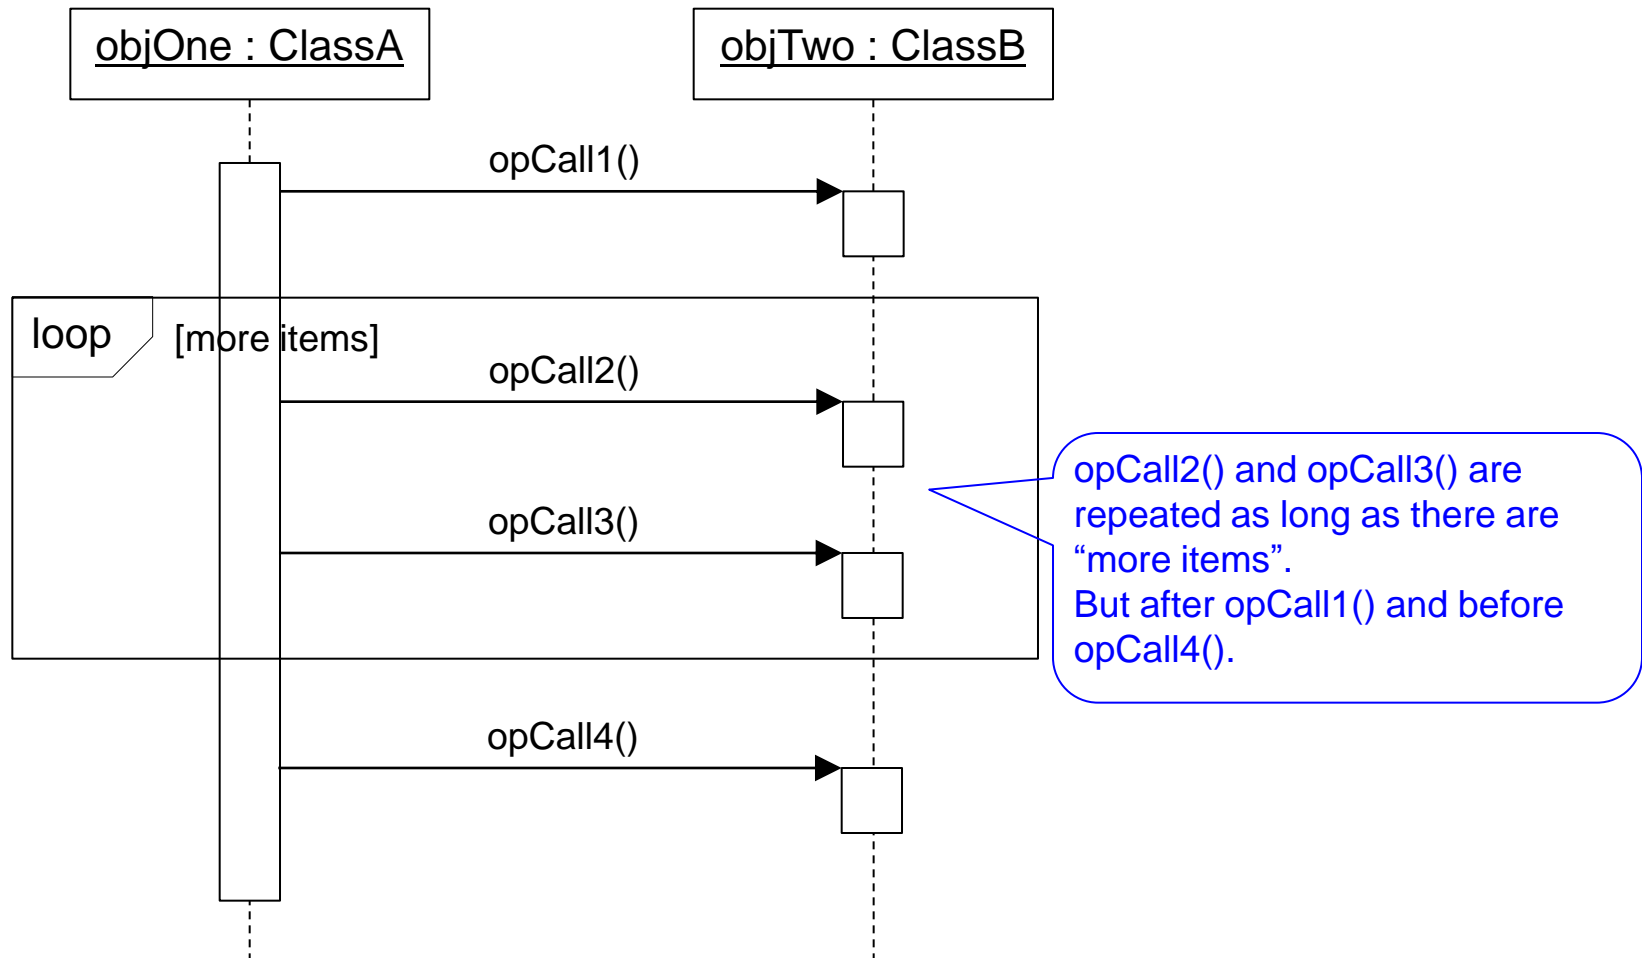 objOne : ClassA
objTwo : ClassB
opCall1()
loop
[more items]
opCall2()
opCall3()
opCall2() and opCall3() are
repeated as long as there are
“more items”.
But after opCall1() and before
opCall4().
opCall4()